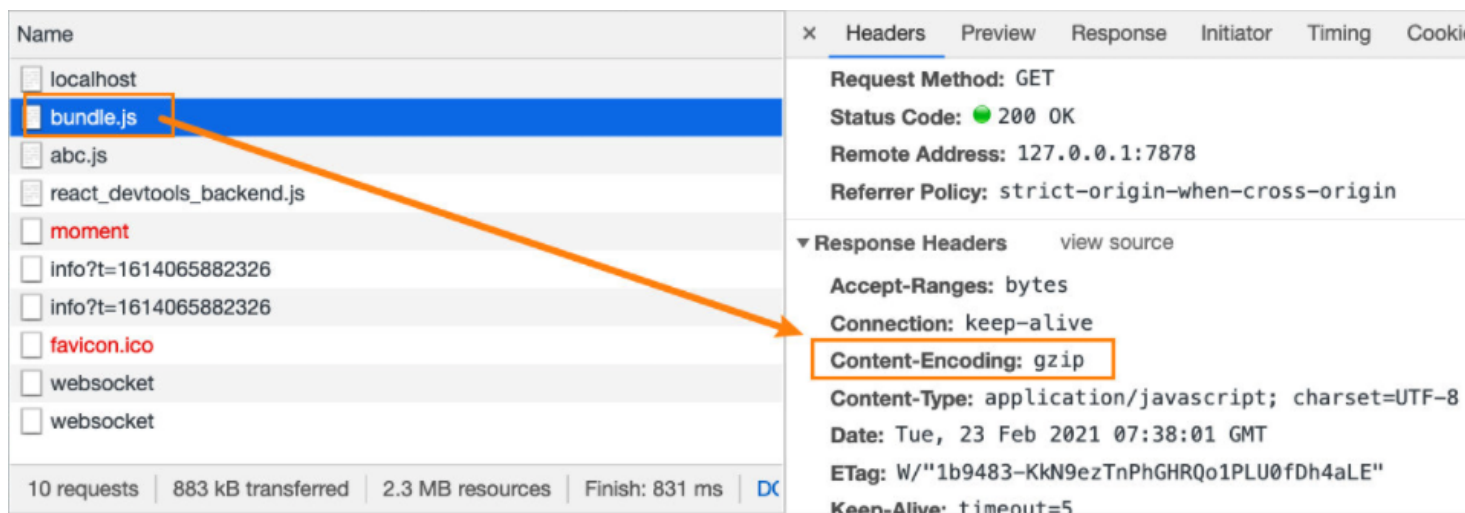 Name
localhost
bundle.js
abc.js
react_devtools_backend.js
moment
info?t=1614065882326
info?t=1614065882326
favicon.ico
websocket
websocket
10 requests 883 kB transferred 2.3 MB resources Finish: 831 ms
× Headers Preview Response Initiator Timing
Request Method: GET
Status Code: 200 OK
Remote Address: 127.0.0.1:7878
Referrer Policy: strict-origin-when-cross-origin
▼Response Headers view source
Accept-Ranges: bytes
Connection: keep-alive
Content-Encoding: gzip
Content-Type: application/javascript; charset=UTF-8
Date: Tue, 23 Feb 2021 07:38:01 GMT
ETag: W/"1b9483-KkN9ezTnPhGHRQo1PLU0fDh4aLE"
Keep-Alive: timeout=5